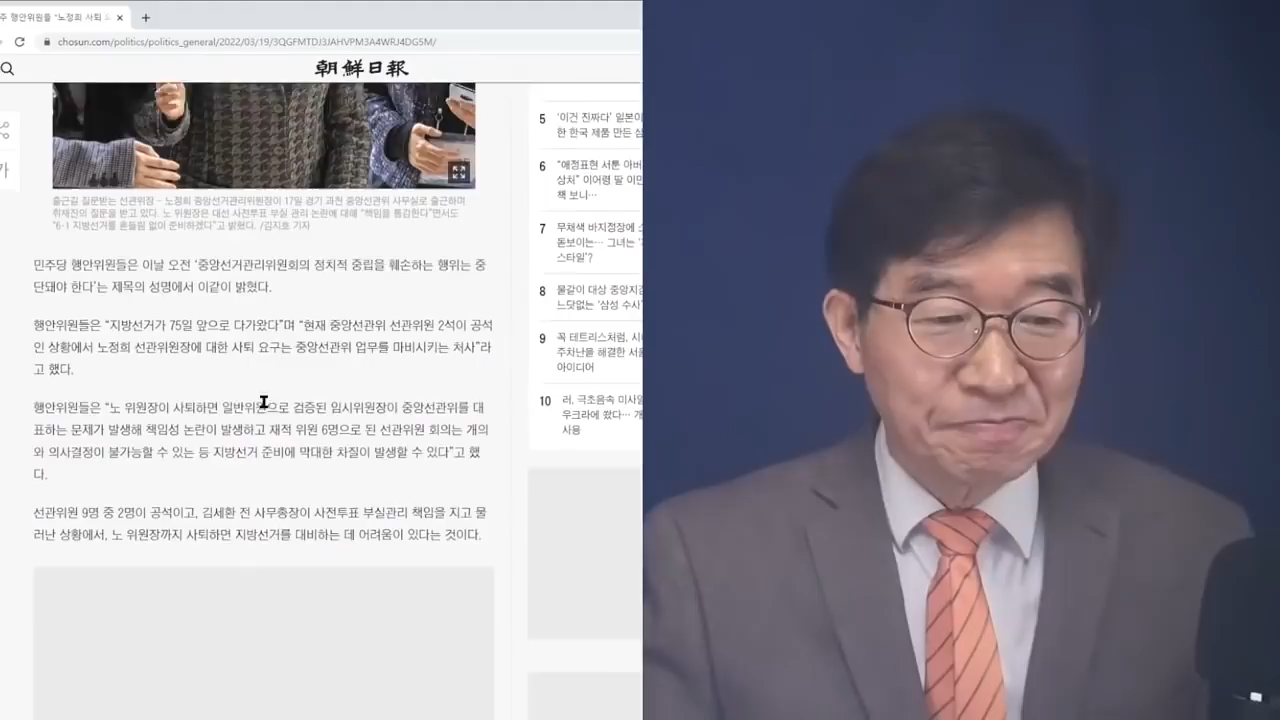 주 행안위원들 "노정희 사퇴
chosun.com/politics/politics_general/2022/03/19/3QGFMTDJ3JAHVPM3A4WRJ4DG5M/
朝鮮日報
가
출근길 질문받는 선관위장 - 노정희 중앙선거관리위원장이 17일 경기 과천 중앙선관위 사무실로 출근하며
취재진의 질문을 받고 있다. 노 위원장은 대선 사전투표 부실 관리 논란에 대해 "책임을 통감한다"면서도
"6·1 지방선거를 흔들림 없이 준비하겠다"고 밝혔다. /김지호 기자
민주당 행안위원들은 이날 오전 '중앙선거관리위원회의 정치적 중립을 훼손하는 행위는 중
단돼야 한다'는 제목의 성명에서 이같이 밝혔다.
행안위원들은 "지방선거가 75일 앞으로 다가왔다"며 "현재 중앙선관위 선관위원 2석이 공석
인 상황에서 노정희 선관위원장에 대한 사퇴 요구는 중앙선관위 업무를 마비시키는 처사"라
고 했다.
행안위원들은 "노 위원장이 사퇴하면 일반위원으로 검증된 임시위원장이 중앙선관위를 대
표하는 문제가 발생해 책임성 논란이 발생하고 재적 위원 6명으로 된 선관위원 회의는 개의
와 의사결정이 불가능할 수 있는 등 지방선거 준비에 막대한 차질이 발생할 수 있다"고 했
다.
선관위원 9명 중 2명이 공석이고, 김세환 전 사무총장이 사전투표 부실관리 책임을 지고 물
러난 상황에서, 노 위원장까지 사퇴하면 지방선거를 대비하는 데 어려움이 있다는 것이다.
5 '이건 진짜다' 일본이
한 한국 제품 만든 삼
6 "애정표현 서툰 아버
상처" 이어령 딸 이민
책 보니…
7 무채색 바지정장에 스
돋보이는… 그녀는 '
스타일'?
8 물갈이 대상 중앙지검
느닷없는 '삼성 수사'
9 꼭 테트리스처럼, 시
주차난을 해결한 서울
아이디어
10 러, 극초음속 미사일
우크라에 쐈다… 개
사용